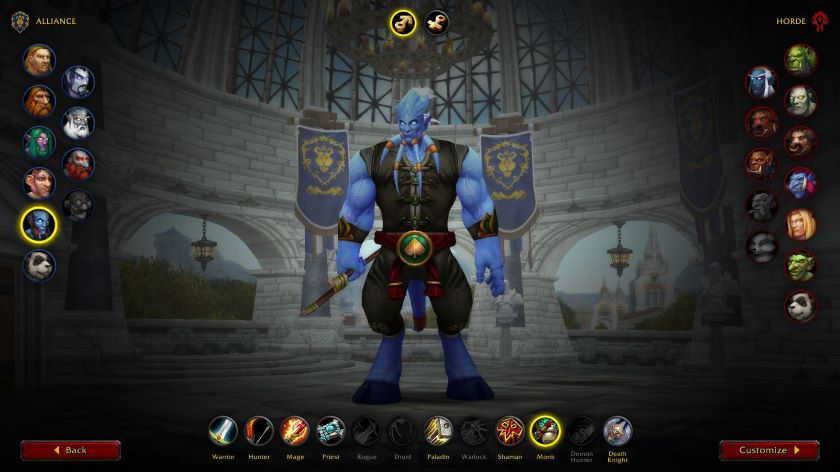 ALLIANCE
HORDE
Warrior
Hunter
Mage
Priest
Rogue
Druid
Paladin
Warlock
Shaman
Monk
Demon
Hunter
Death
Knight
Back
Customize